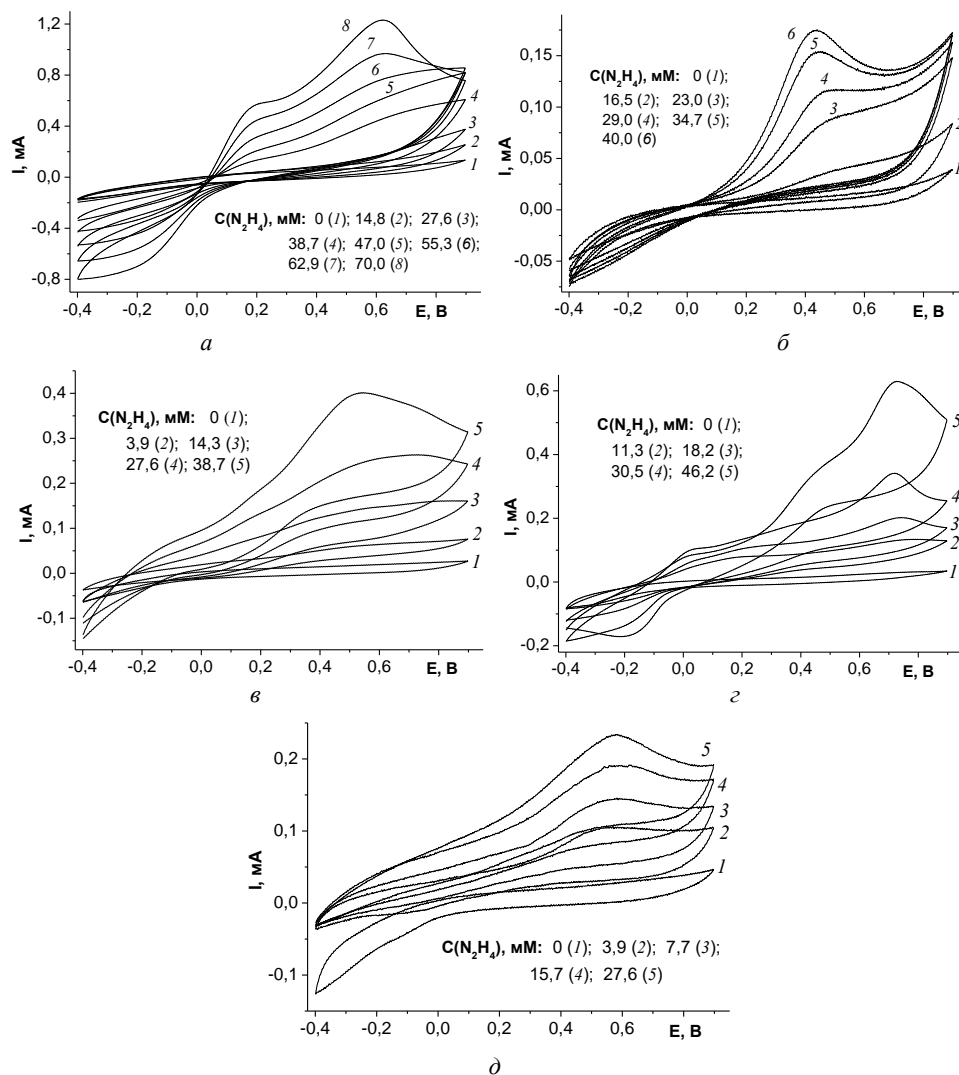 I, мА
1,2
0,8
0,4
0,0
-0,4
-0,8
8
7
6
5
4
3
2
1
C(N₂H₄), мМ: 0 (1); 14,8 (2); 27,6 (3);
38,7 (4); 47,0 (5); 55,3 (6);
62,9 (7); 70,0 (8)
-0,4 -0,2 0,0 0,2 0,4 0,6 E, В
а
I, мА
0,15
0,10
0,05
0,00
-0,05
C(N₂H₄), мМ: 0 (1);
16,5 (2); 23,0 (3);
29,0 (4); 34,7 (5);
40,0 (6)
6
5
4
3
2
1
-0,4 -0,2 0,0 0,2 0,4 0,6 E, В
б
I, мА
0,4
0,3
0,2
0,1
0,0
-0,1
C(N₂H₄), мМ: 0 (1);
3,9 (2); 14,3 (3);
27,6 (4); 38,7 (5)
5
4
3
2
1
-0,4 -0,2 0,0 0,2 0,4 0,6 E, В
в
I, мА
0,6
0,4
0,2
0,0
-0,2
C(N₂H₄), мМ: 0 (1);
11,3 (2); 18,2 (3);
30,5 (4); 46,2 (5)
5
4
3
2
1
-0,4 -0,2 0,0 0,2 0,4 0,6 E, В
г
I, мА
0,2
0,1
0,0
-0,1
5
4
3
2
1
C(N₂H₄), мМ: 0 (1); 3,9 (2); 7,7 (3);
15,7 (4); 27,6 (5)
-0,4 -0,2 0,0 0,2 0,4 0,6 E, В
д